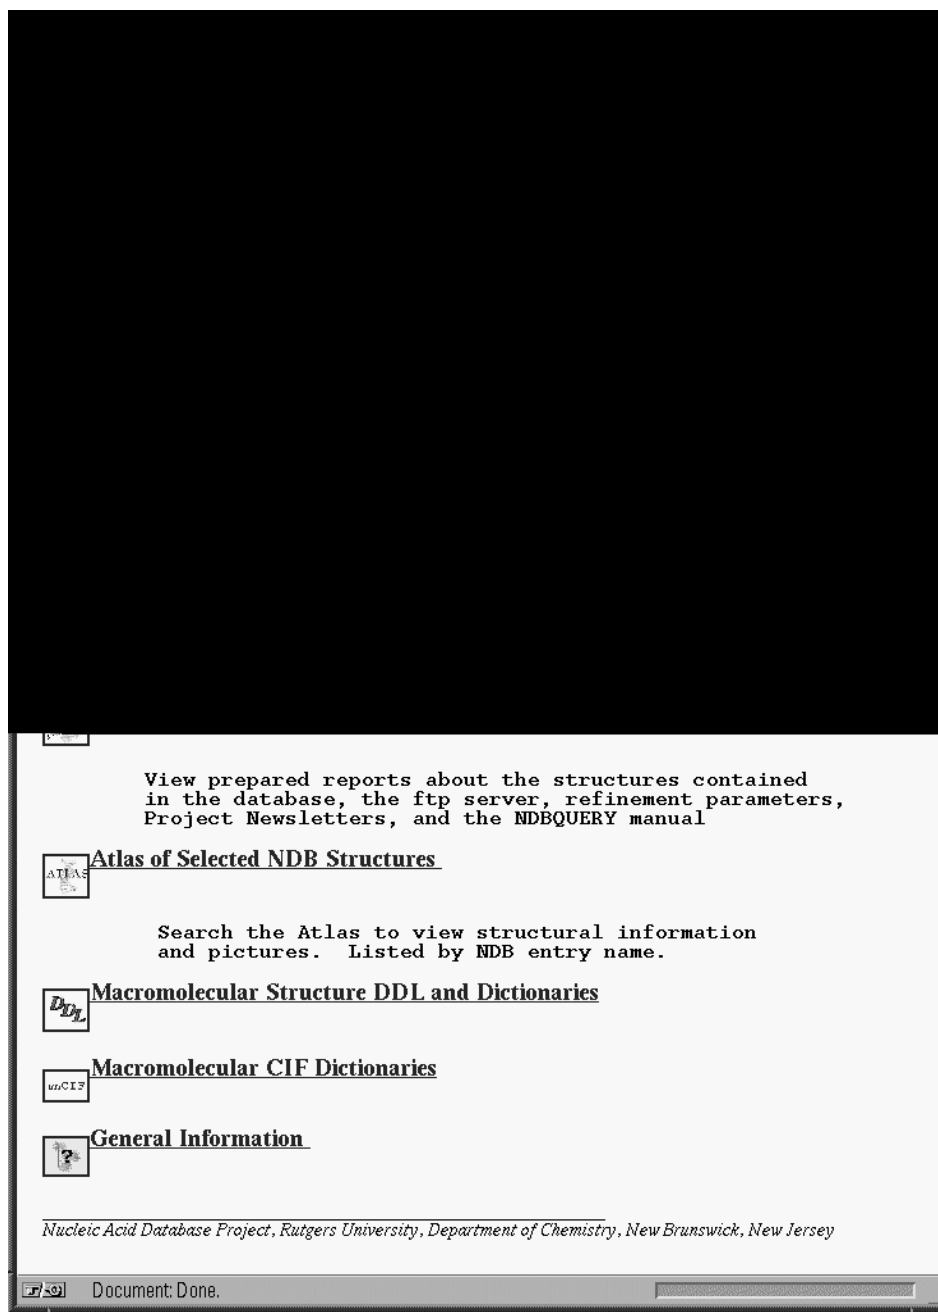 View prepared reports about the structures contained
in the database, the ftp server, refinement parameters,
Project Newsletters, and the NDBQUERY manual
ATLAS
Atlas of Selected NDB Structures
Search the Atlas to view structural information
and pictures.  Listed by NDB entry name.
DDL
Macromolecular Structure DDL and Dictionaries
Macromolecular CIF Dictionaries
mCIF
General Information
?
Nucleic Acid Database Project, Rutgers University, Department of Chemistry, New Brunswick, New Jersey
Document: Done.